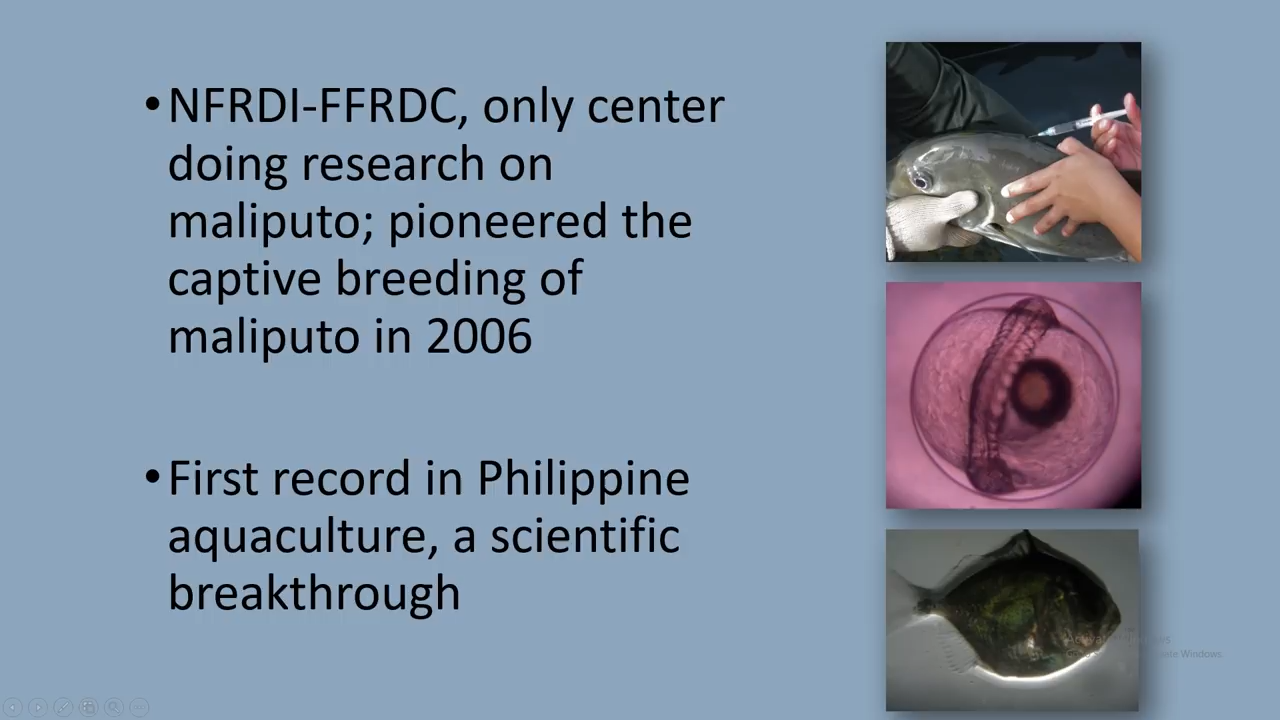 •NFRDI-FFRDC, only center
doing research on
maliputo; pioneered the
captive breeding of
maliputo in 2006
•First record in Philippine
aquaculture, a scientific
breakthrough
Windows.